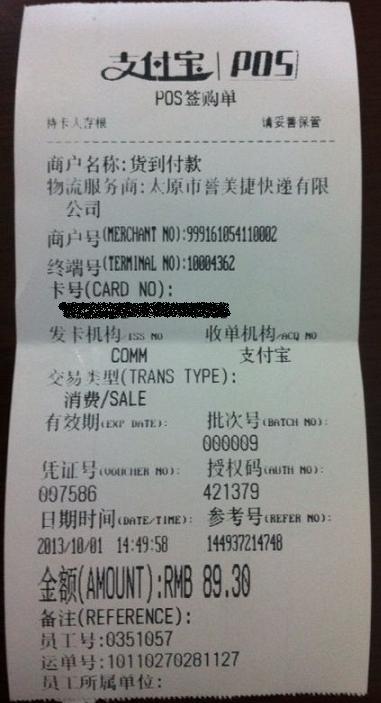 支付宝 | POS
POS签购单
持卡人存根 请妥善保管
商户名称:货到付款
物流服务商:太原市誉美捷快递有限
公司
商户号(MERCHANT NO):999161054110002
终端号(TERMINAL NO):10004362
卡号(CARD NO):
发卡机构/ISS NO 收单机构/ACQ NO
COMM 支付宝
交易类型(TRANS TYPE):
消费/SALE
有效期(EXP DATE): 批次号(BATCH NO):
000009
凭证号(VOUCHER NO): 授权码(AUTH NO):
007586 421379
日期时间(DATE/TIME): 参考号(REFER NO):
2013/10/01 14:49:58 144937214748
金额(AMOUNT):RMB 89.30
备注(REFERENCE):
员工号:0351057
运单号:10110270281127
员工所属单位: